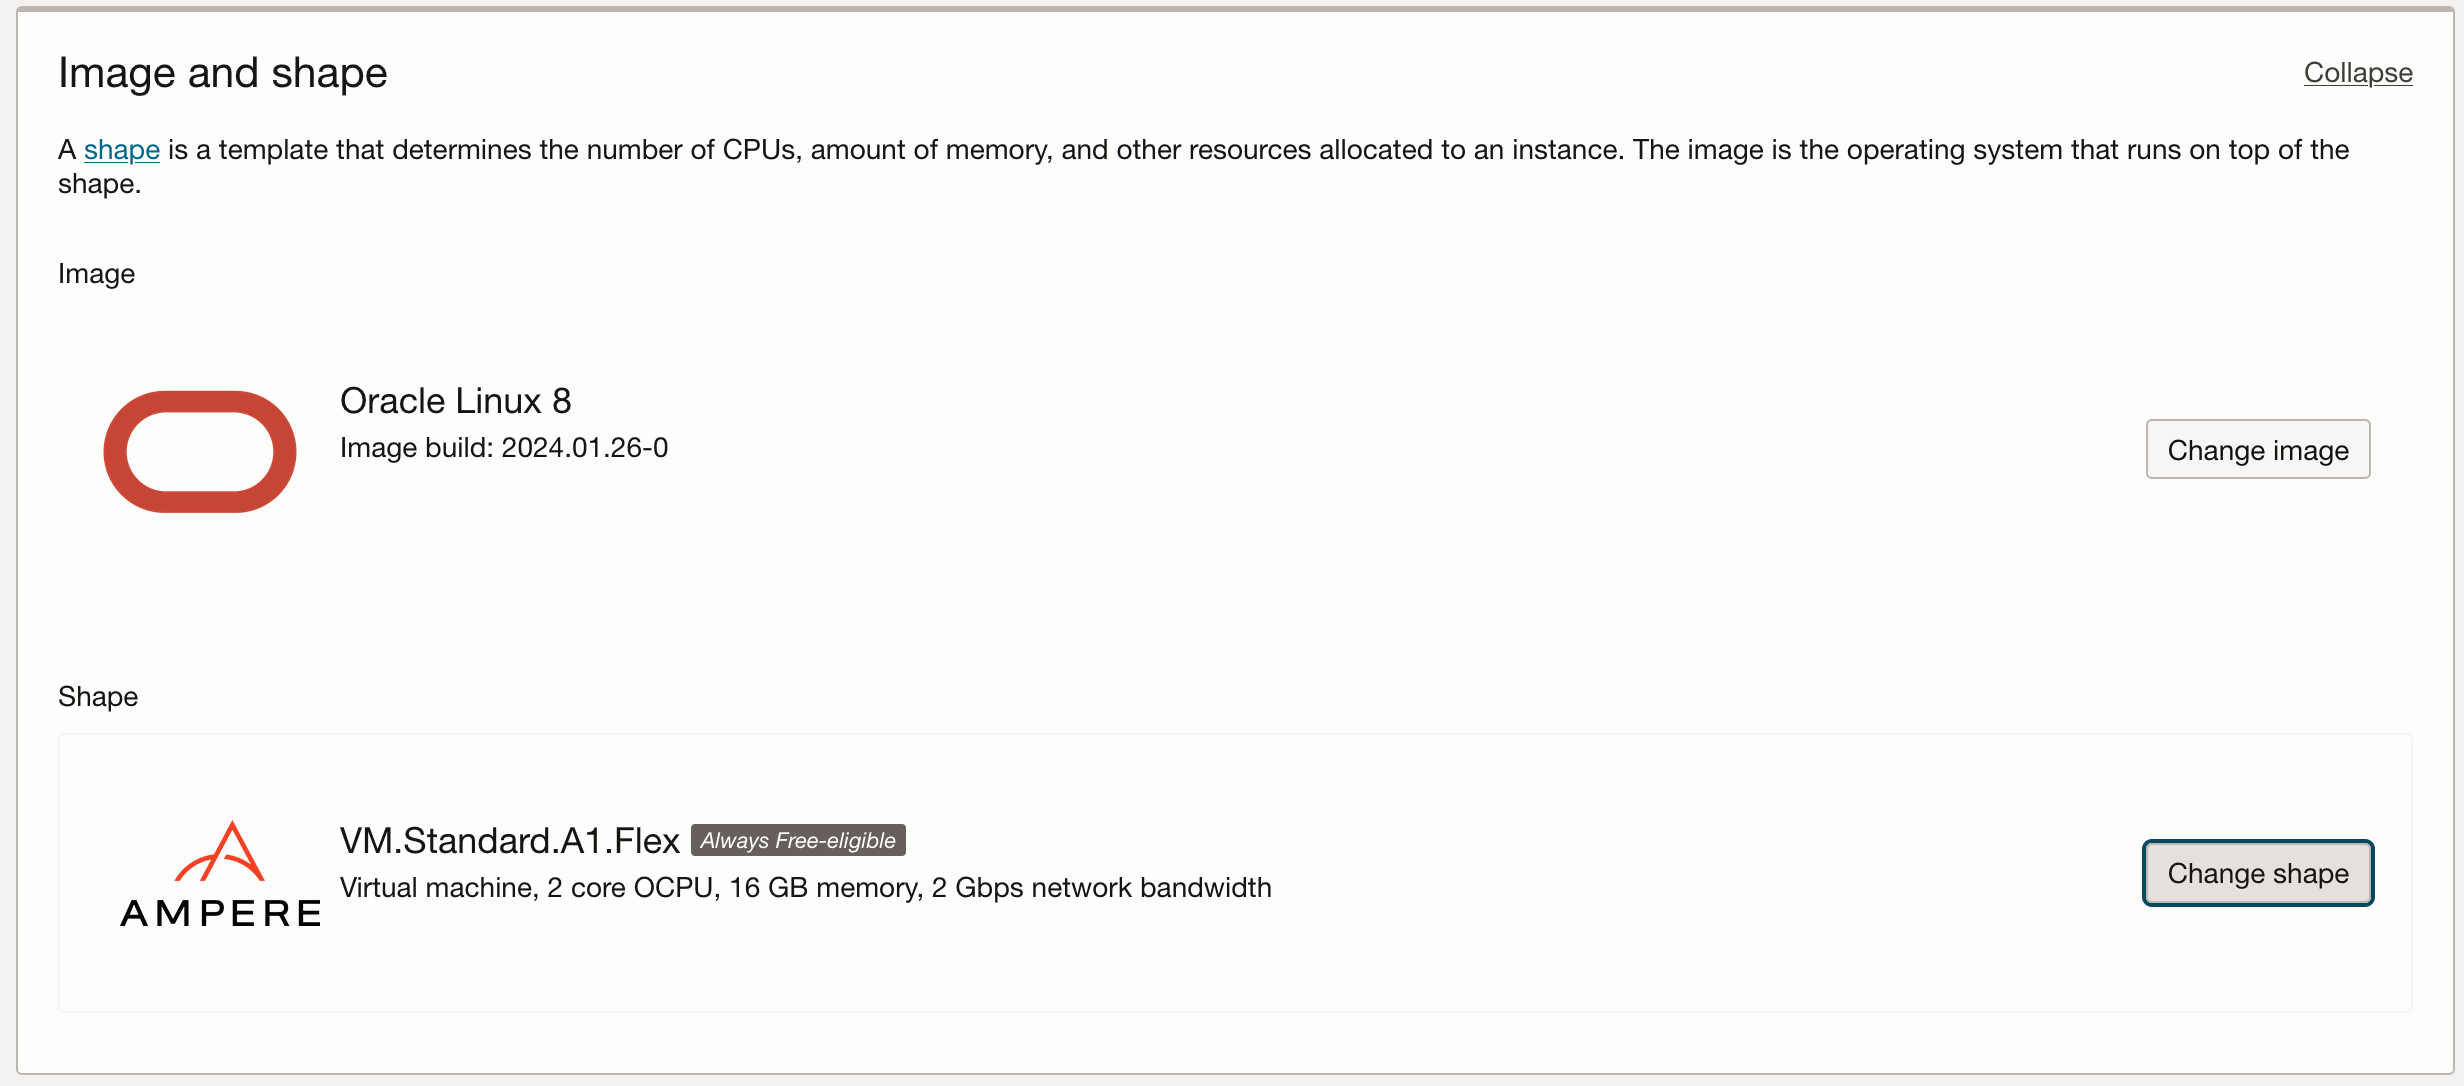 Image and shape
Collapse
A shape is a template that determines the number of CPUs, amount of memory, and other resources allocated to an instance. The image is the operating system that runs on top of the
shape.
Image
Oracle Linux 8
Image build: 2024.01.26-0
Change image
Shape
AMPERE
VM.Standard.A1.Flex Always Free-eligible
Virtual machine, 2 core OCPU, 16 GB memory, 2 Gbps network bandwidth
Change shape